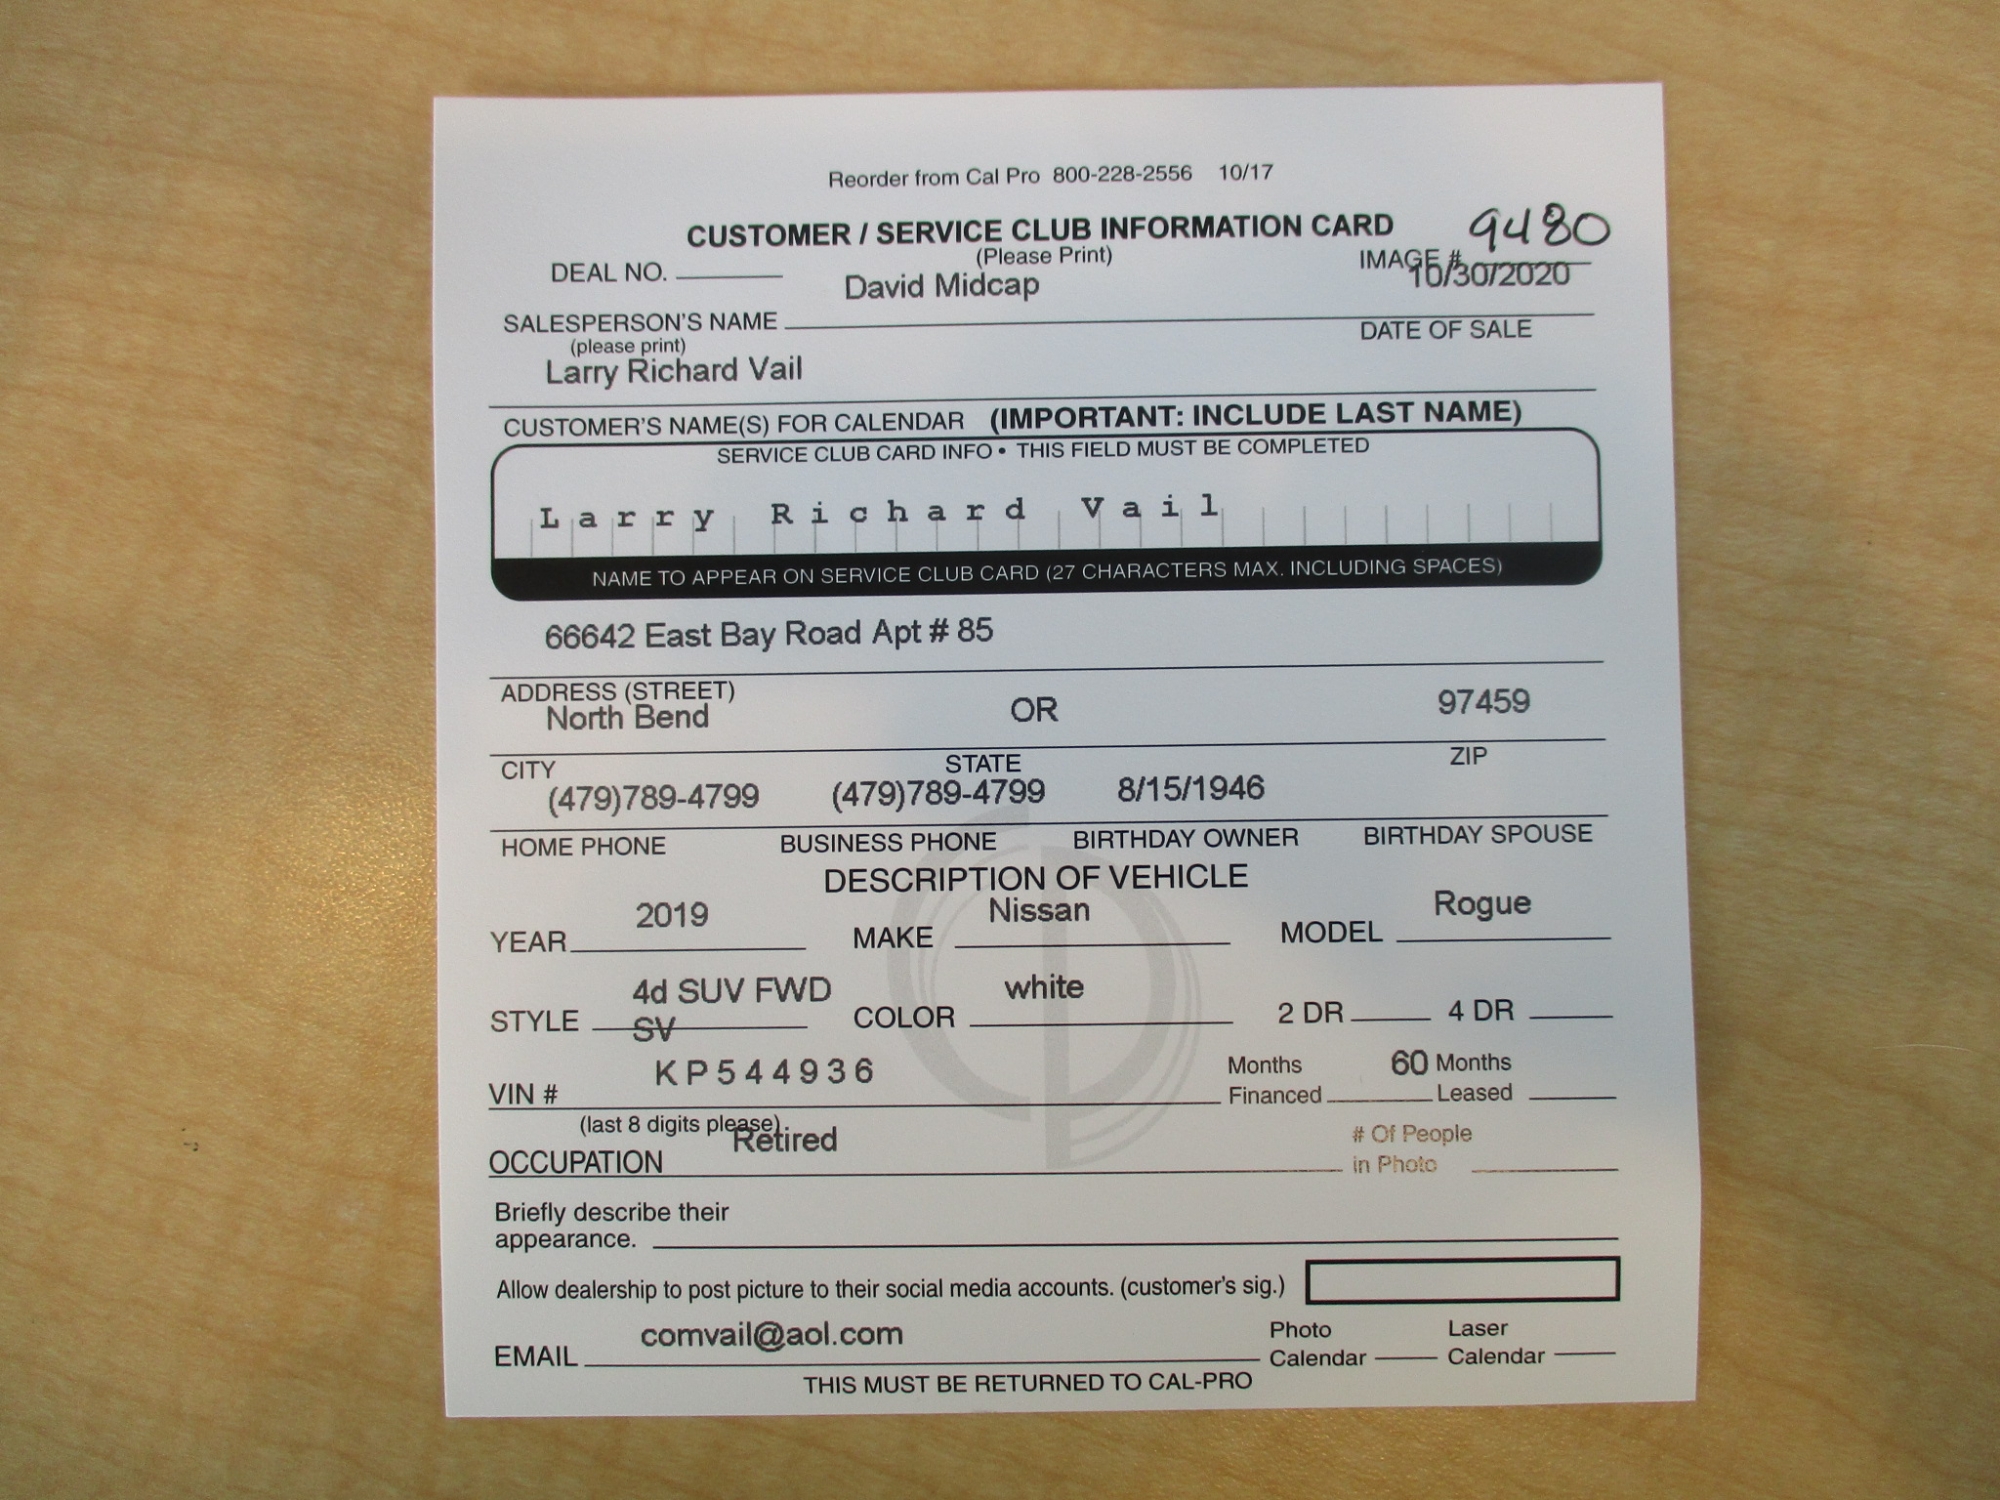 Reorder from Cal Pro 800-228-2556 10/17
CUSTOMER / SERVICE CLUB INFORMATION CARD 9480
(Please Print)
DEAL NO. IMAGE #
David Midcap 10/30/2020
SALESPERSON'S NAME DATE OF SALE
(please print)
Larry Richard Vail
CUSTOMER'S NAME(S) FOR CALENDAR (IMPORTANT: INCLUDE LAST NAME)
SERVICE CLUB CARD INFO • THIS FIELD MUST BE COMPLETED
Larry Richard Vail
NAME TO APPEAR ON SERVICE CLUB CARD (27 CHARACTERS MAX. INCLUDING SPACES)
66642 East Bay Road Apt # 85
ADDRESS (STREET)
North Bend OR 97459
CITY STATE ZIP
(479)789-4799 (479)789-4799 8/15/1946
HOME PHONE BUSINESS PHONE BIRTHDAY OWNER BIRTHDAY SPOUSE
DESCRIPTION OF VEHICLE
2019 Nissan Rogue
YEAR MAKE MODEL
4d SUV FWD white
STYLE SV COLOR 2 DR 4 DR
KP544936 Months 60 Months
VIN # Financed Leased
(last 8 digits please)
Retired # Of People
OCCUPATION in Photo
Briefly describe their
appearance.
Allow dealership to post picture to their social media accounts. (customer's sig.)
comvail@aol.com Photo Laser
EMAIL Calendar Calendar
THIS MUST BE RETURNED TO CAL-PRO